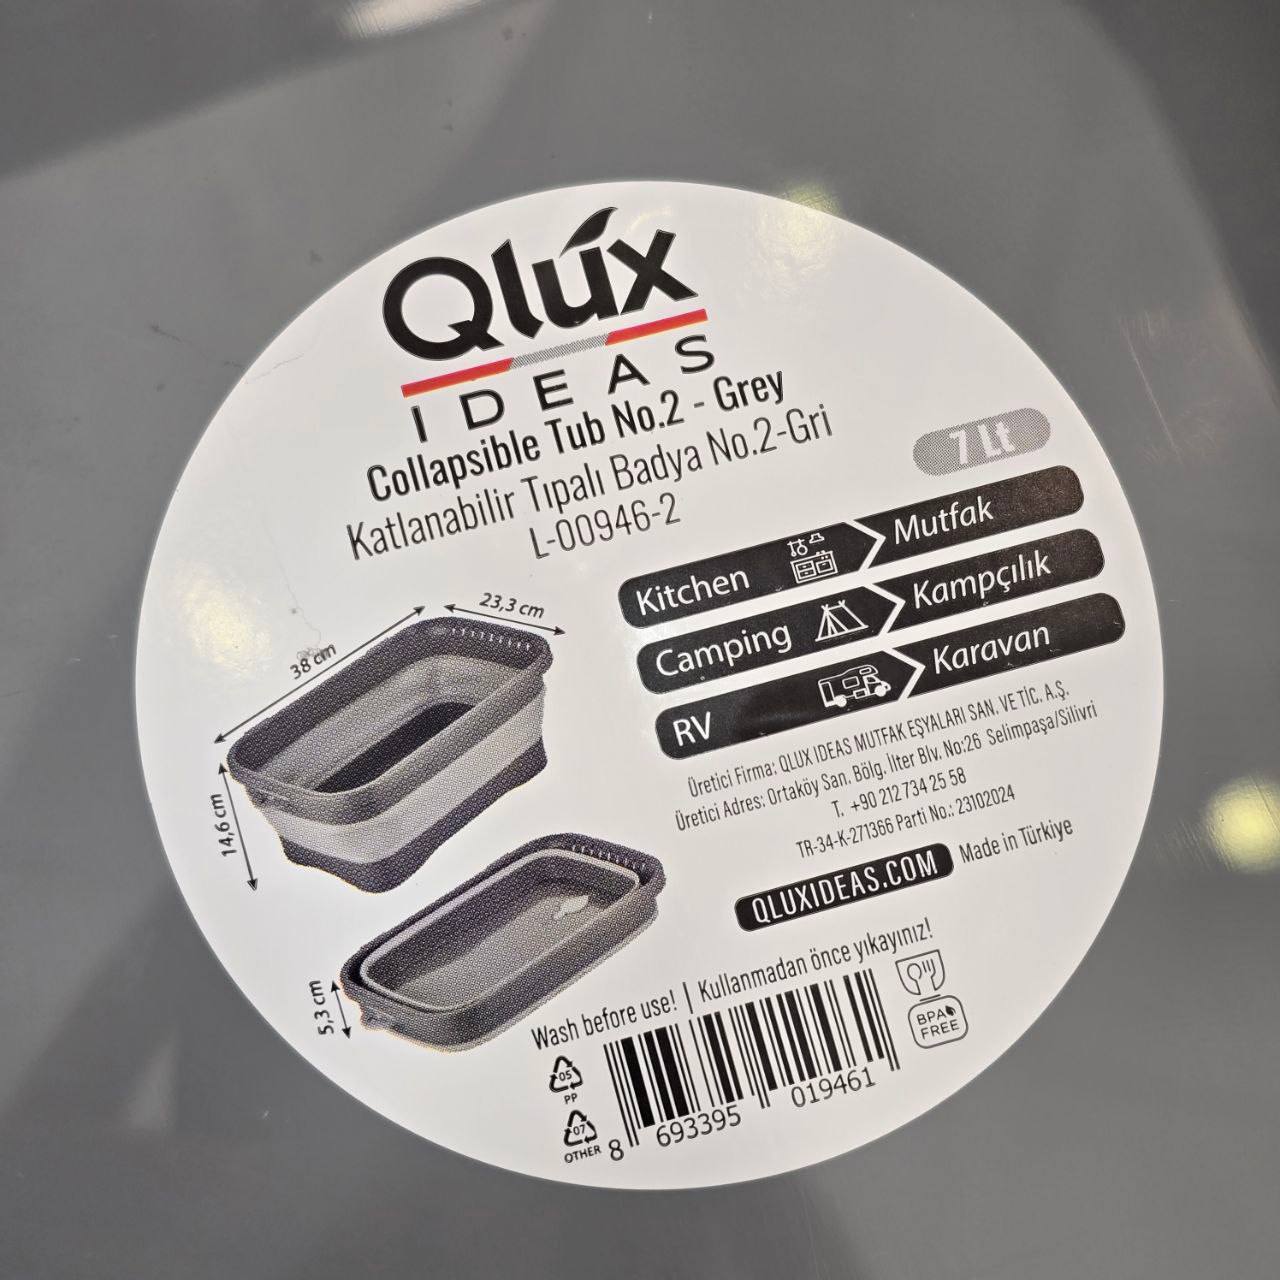 Qlux
IDEAS
Collapsible Tub No.2 - Grey
Katlanabilir Tıpalı Badya No.2-Gri
L-00946-2
7 Lt
Kitchen Mutfak
Camping Kampçılık
RV Karavan
23,3 cm
38 cm
14,6 cm
5,3 cm
Üretici Firma: QLUX IDEAS MUTFAK EŞYALARI SAN. VE TİC. A.Ş.
Üretici Adres: Ortaköy San. Bölg. İlter Blv. No:26 Selimpaşa/Silivri
T. +90 212 734 25 58
TR-34-K-271366 Parti No.: 23102024
QLUXIDEAS.COM Made in Türkiye
Wash before use! | Kullanmadan önce yıkayınız!
BPA
FREE
05
PP
07
OTHER
8 693395 019461